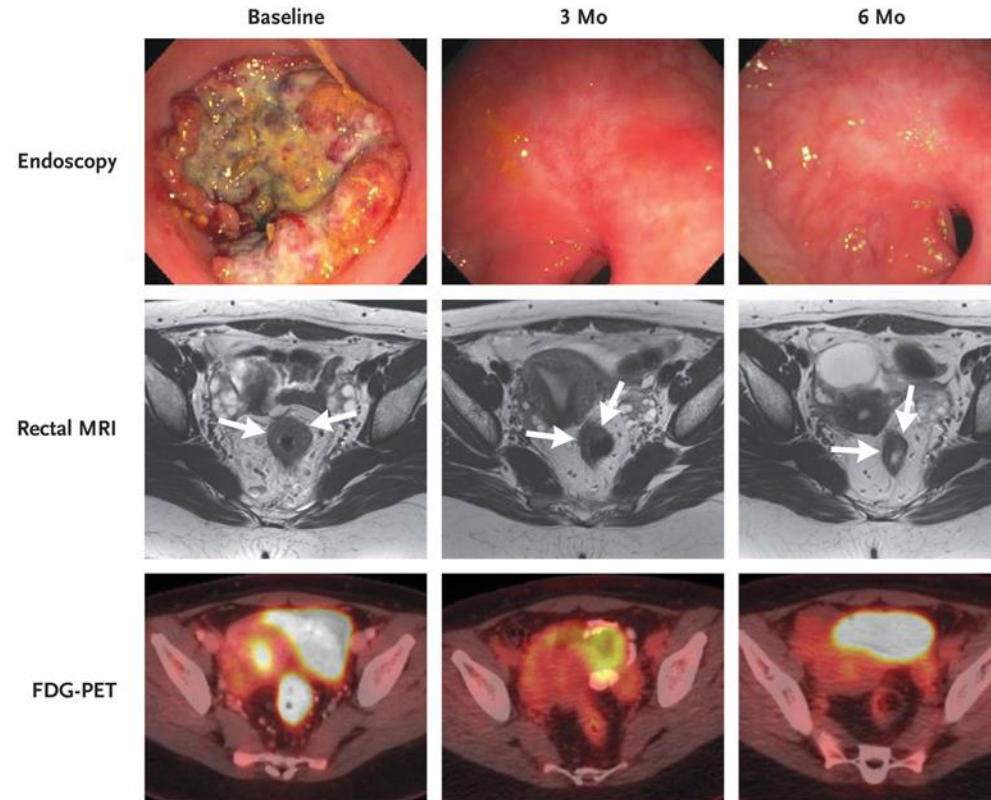 Baseline
3 Mo
6 Mo
Endoscopy
Rectal MRI
FDG-PET